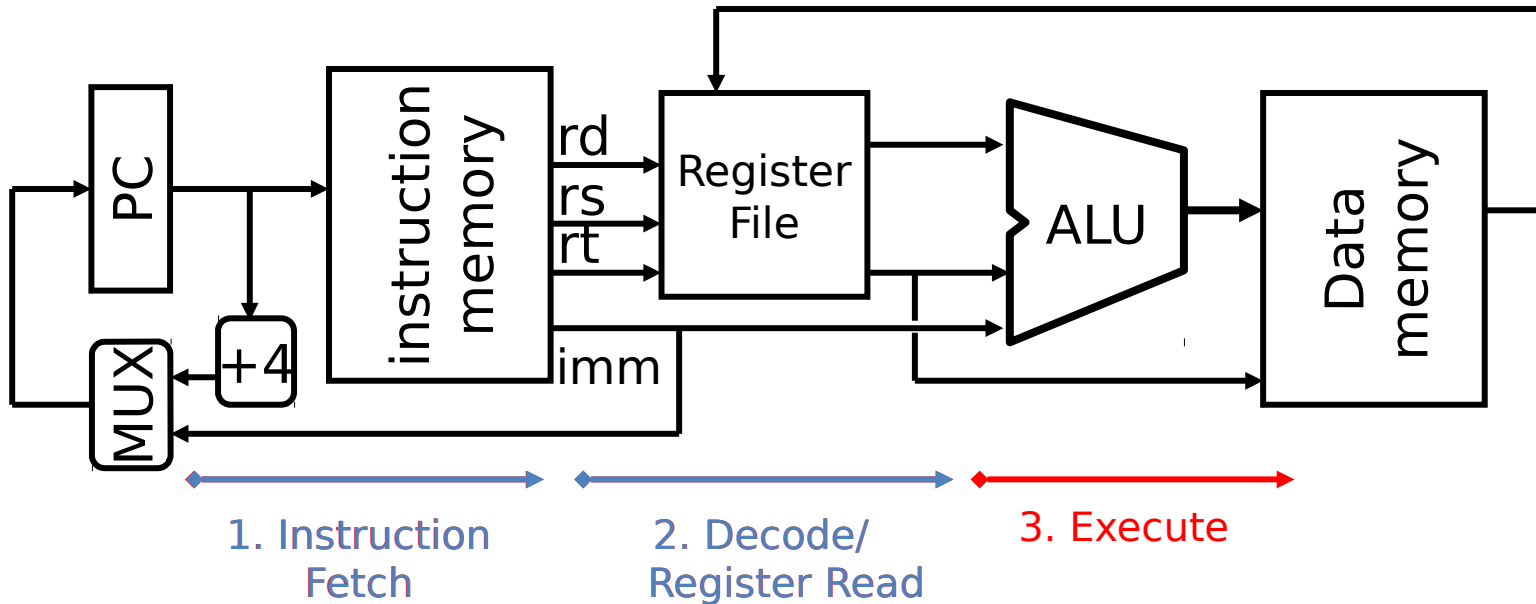 PC
MUX
+4
instruction
memory
rd
rs
rt
imm
Register
File
ALU
Data
memory
1. Instruction
Fetch
2. Decode/
Register Read
3. Execute